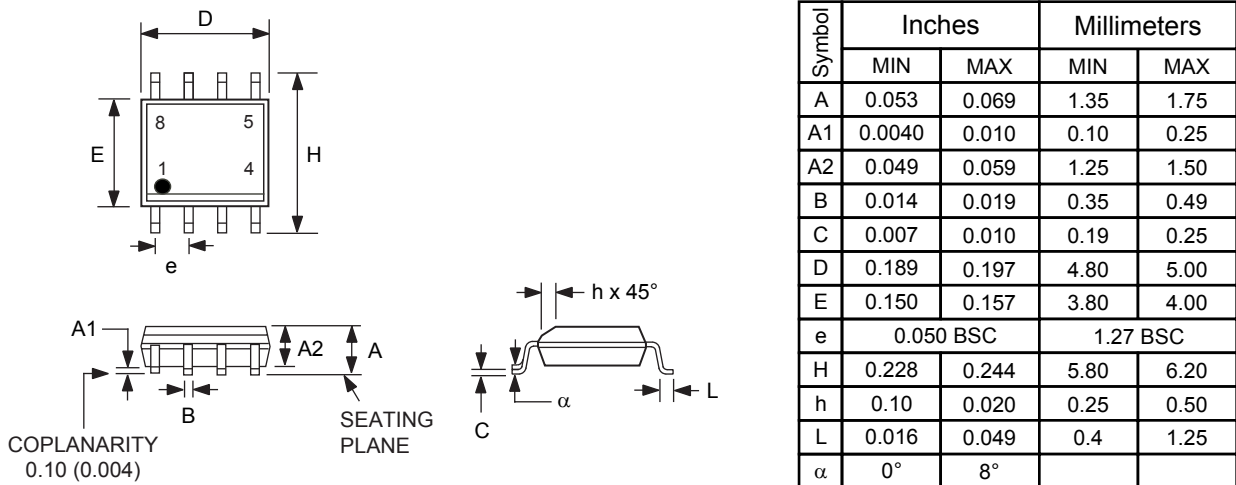 D
8 5
E H
1 4
e
h x 45°
A1
A2 A
B
SEATING
PLANE
COPLANARITY
0.10 (0.004)
α
L
C
Symbol Inches Millimeters
MIN MAX MIN MAX
A 0.053 0.069 1.35 1.75
A1 0.0040 0.010 0.10 0.25
A2 0.049 0.059 1.25 1.50
B 0.014 0.019 0.35 0.49
C 0.007 0.010 0.19 0.25
D 0.189 0.197 4.80 5.00
E 0.150 0.157 3.80 4.00
e 0.050 BSC 1.27 BSC
H 0.228 0.244 5.80 6.20
h 0.10 0.020 0.25 0.50
L 0.016 0.049 0.4 1.25
α 0° 8°